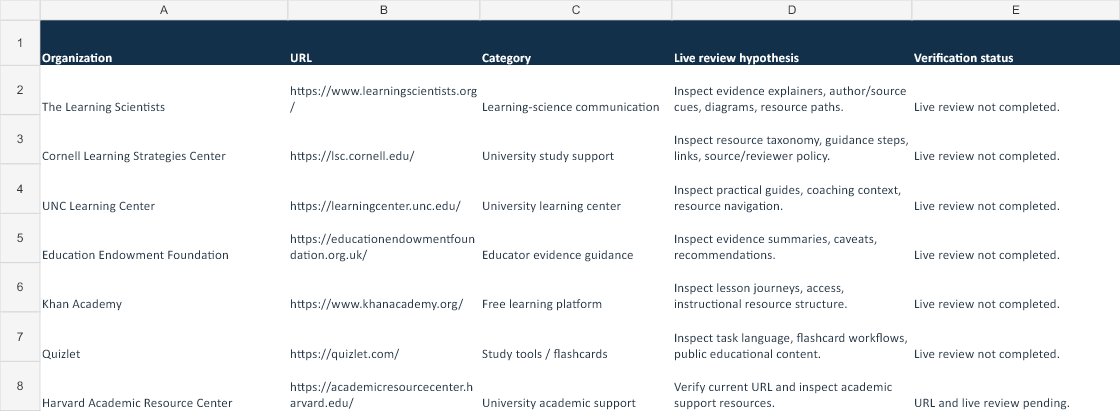 A B C D E
1 Organization URL Category Live review hypothesis Verification status
2 The Learning Scientists https://www.learningscientists.org/ Learning-science communication Inspect evidence explainers, author/source cues, diagrams, resource paths. Live review not completed.
3 Cornell Learning Strategies Center https://lsc.cornell.edu/ University study support Inspect resource taxonomy, guidance steps, links, source/reviewer policy. Live review not completed.
4 UNC Learning Center https://learningcenter.unc.edu/ University learning center Inspect practical guides, coaching context, resource navigation. Live review not completed.
5 Education Endowment Foundation https://educationendowmentfoundation.org.uk/ Educator evidence guidance Inspect evidence summaries, caveats, recommendations. Live review not completed.
6 Khan Academy https://www.khanacademy.org/ Free learning platform Inspect lesson journeys, access, instructional resource structure. Live review not completed.
7 Quizlet https://quizlet.com/ Study tools / flashcards Inspect task language, flashcard workflows, public educational content. Live review not completed.
8 Harvard Academic Resource Center https://academicresourcecenter.harvard.edu/ University academic support Verify current URL and inspect academic support resources. URL and live review pending.